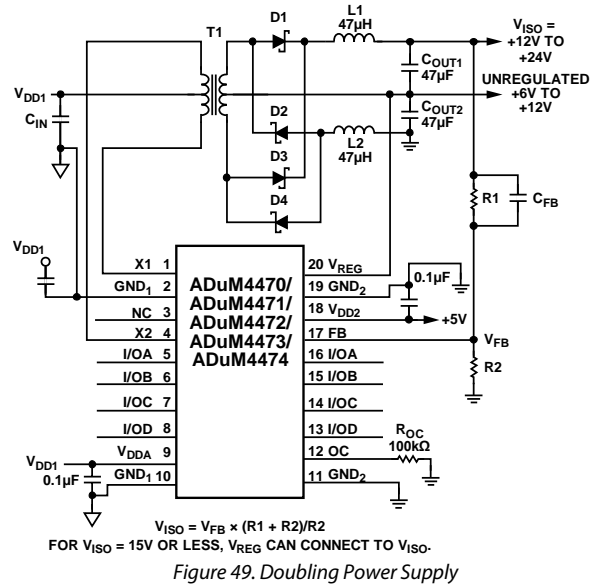 T1
D1
L1
47µH
V_ISO =
+12V TO
+24V
C_OUT1
47µF
V_DD1
UNREGULATED
+6V TO
+12V
C_IN
D2
C_OUT2
47µF
L2
47µH
D3
D4
R1
C_FB
V_DD1
X1 1
GND_1 2
NC 3
X2 4
I/OA 5
I/OB 6
I/OC 7
I/OD 8
V_DDA 9
GND_1 10
V_DD1
0.1µF
ADuM4470/
ADuM4471/
ADuM4472/
ADuM4473/
ADuM4474
20 V_REG
19 GND_2
18 V_DD2
17 FB
16 I/OA
15 I/OB
14 I/OC
13 I/OD
12 OC
11 GND_2
0.1µF
+5V
V_FB
R2
R_OC
100kΩ
V_ISO = V_FB × (R1 + R2)/R2
FOR V_ISO = 15V OR LESS, V_REG CAN CONNECT TO V_ISO.
Figure 49. Doubling Power Supply